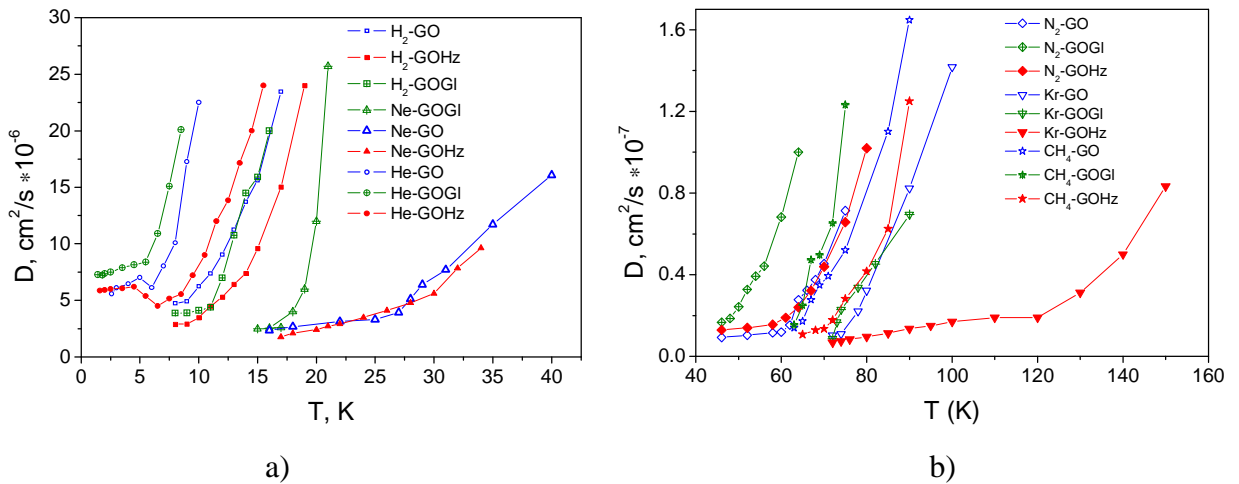 30
25
20
15
10
5
0
D, cm²/s *10⁻⁶
0 5 10 15 20 25 30 35 40
T, K
H₂-GO
H₂-GOHz
H₂-GOGl
Ne-GOGl
Ne-GO
Ne-GOHz
He-GO
He-GOGl
He-GOHz
a)
1.6
1.2
0.8
0.4
0.0
D, cm²/s *10⁻⁷
40 60 80 100 120 140 160
T (K)
N₂-GO
N₂-GOGl
N₂-GOHz
Kr-GO
Kr-GOGl
Kr-GOHz
CH₄-GO
CH₄-GOGl
CH₄-GOHz
b)